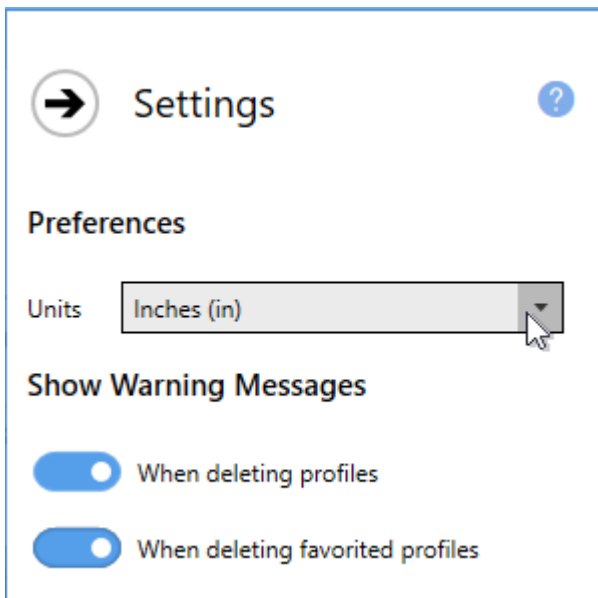 Settings
?
Preferences
Units
Inches (in)
Show Warning Messages
When deleting profiles
When deleting favorited profiles